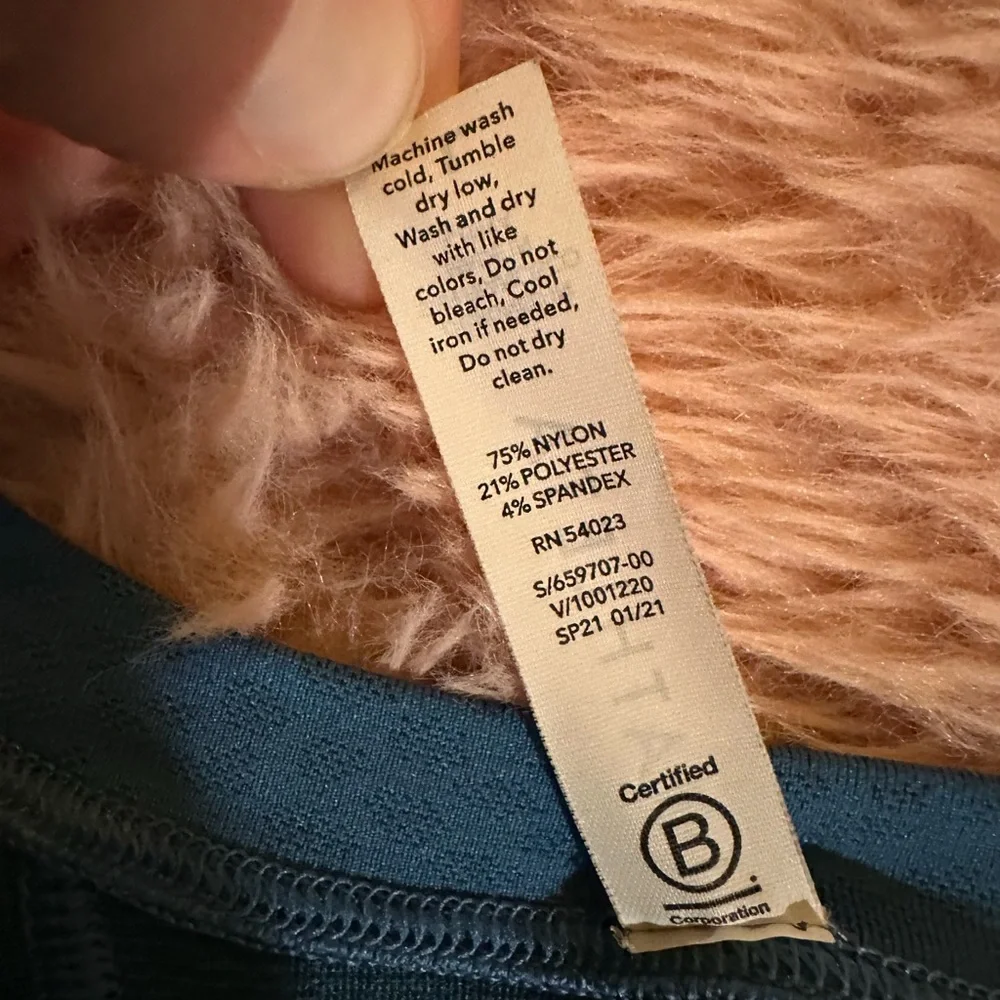 Machine wash
cold, Tumble
dry low,
Wash and dry
with like
colors, Do not
bleach, Cool
iron if needed,
Do not dry
clean.
75% NYLON
21% POLYESTER
4% SPANDEX
RN 54023
S/659707-00
V/1001220
SP21 01/21
Certified
B
Corporation